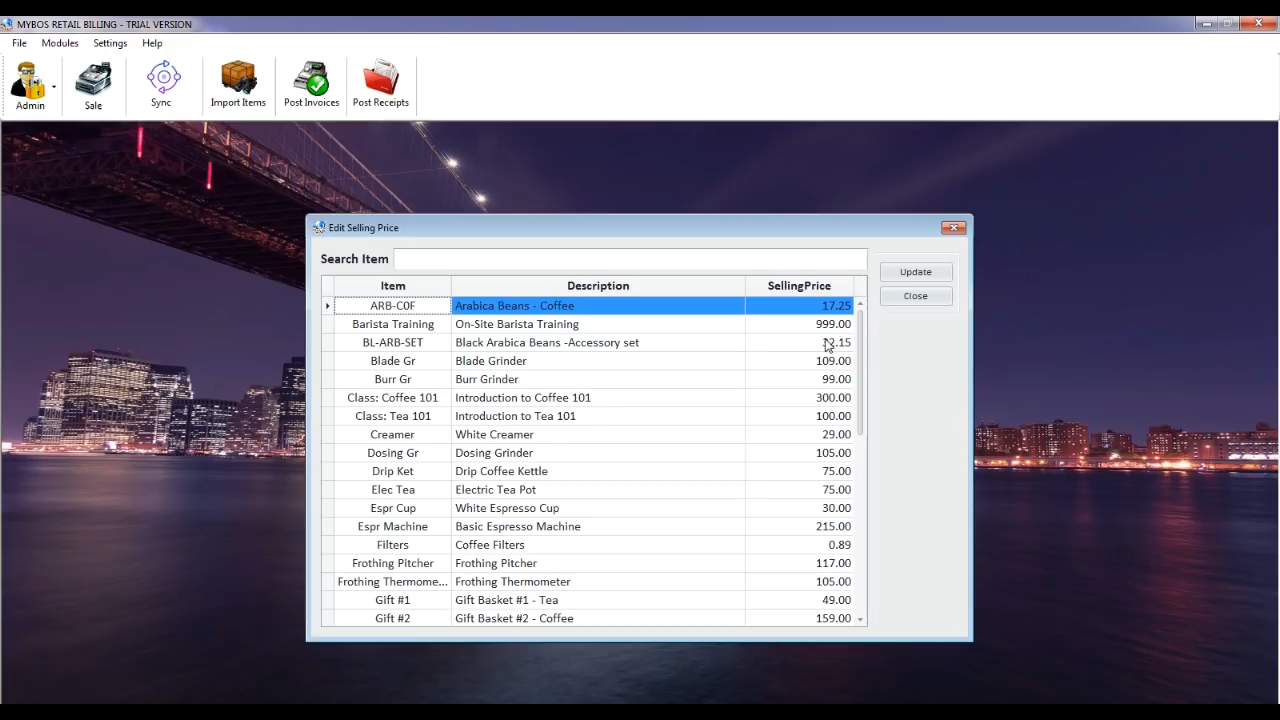 MYBOS RETAIL BILLING - TRIAL VERSION
File Modules Settings Help
Admin Sale Sync Import Items Post Invoices Post Receipts
Edit Selling Price
Search Item
Update
Close
Item Description SellingPrice
ARB-C0F Arabica Beans - Coffee 17.25
Barista Training On-Site Barista Training 999.00
BL-ARB-SET Black Arabica Beans -Accessory set
Blade Gr Blade Grinder 109.00
Burr Gr Burr Grinder 99.00
Class: Coffee 101 Introduction to Coffee 101 300.00
Class: Tea 101 Introduction to Tea 101 100.00
Creamer White Creamer 29.00
Dosing Gr Dosing Grinder 105.00
Drip Ket Drip Coffee Kettle 75.00
Elec Tea Electric Tea Pot 75.00
Espr Cup White Espresso Cup 30.00
Espr Machine Basic Espresso Machine 215.00
Filters Coffee Filters 0.89
Frothing Pitcher Frothing Pitcher 117.00
Frothing Thermome... Frothing Thermometer 105.00
Gift #1 Gift Basket #1 - Tea 49.00
Gift #2 Gift Basket #2 - Coffee 159.00